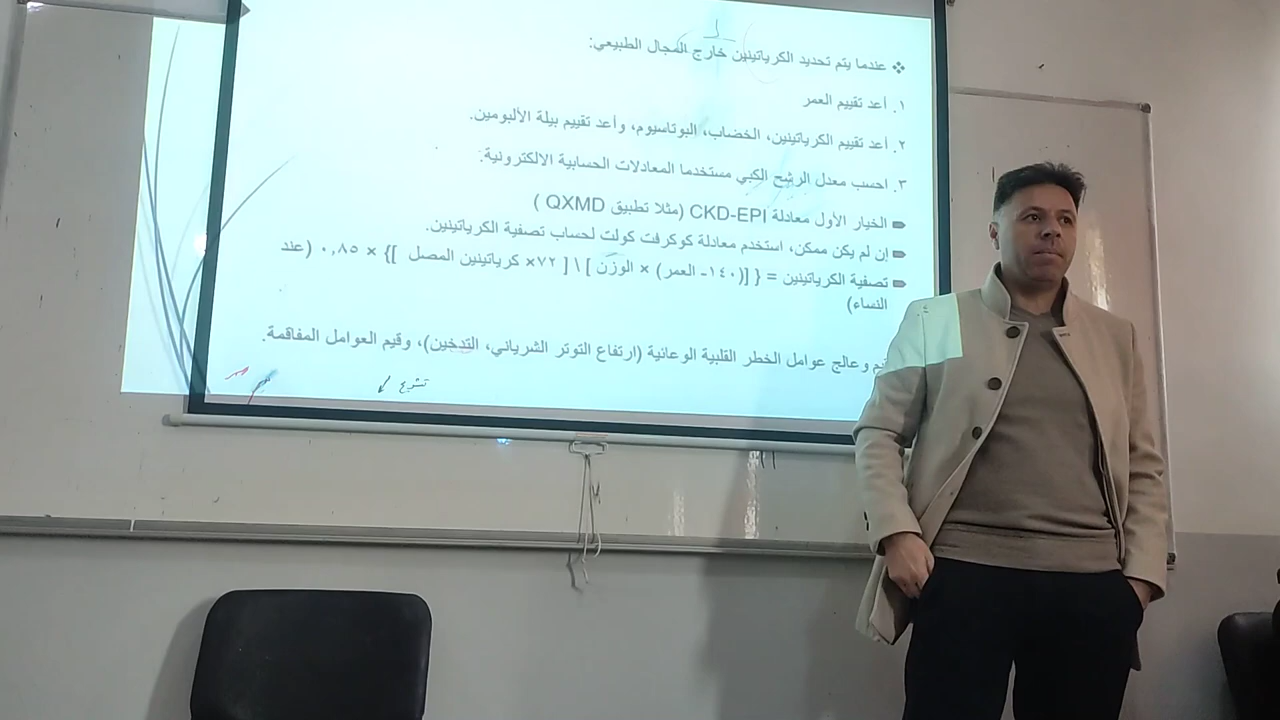 ❖ عندما يتم تحديد الكرياتينين خارج المجال الطبيعي:
١. أعد تقييم العمر
٢. أعد تقييم الكرياتينين، الخضاب، البوتاسيوم، وأعد تقييم بيلة الألبومين.
٣. احسب معدل الرشح الكبي مستخدما المعادلات الحسابية الالكترونية:
الخيار الأول معادلة CKD-EPI (مثلا تطبيق QXMD )
إن لم يكن ممكن، استخدم معادلة كوكرفت كولت لحساب تصفية الكرياتينين.
تصفية الكرياتينين = { [(١٤٠- العمر) × الوزن ] \ [ ٧٢× كرياتينين المصل ]} × ٠,٨٥ (عند
النساء)
وعالج عوامل الخطر القلبية الوعائية (ارتفاع التوتر الشرياني، التدخين)، وقيم العوامل المفاقمة.